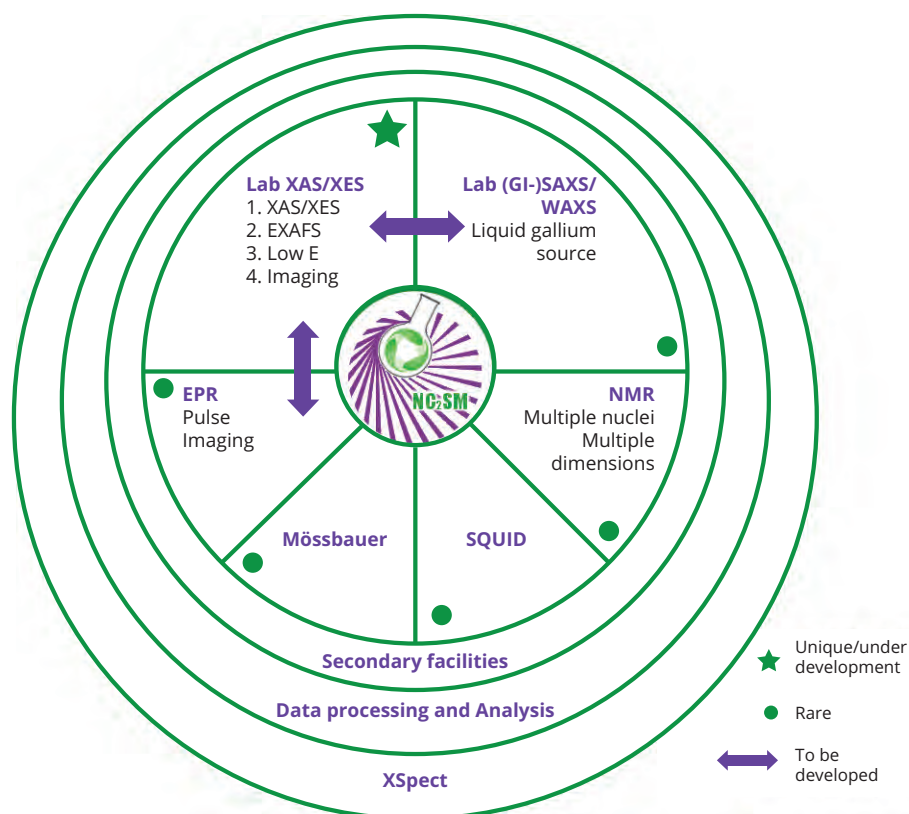 Lab XAS/XES
1. XAS/XES
2. EXAFS
3. Low E
4. Imaging
Lab (GI-)SAXS/
WAXS
Liquid gallium
source
EPR
Pulse
Imaging
NC₂SM
NMR
Multiple nuclei
Multiple
dimensions
Mössbauer
SQUID
Secondary facilities
Data processing and Analysis
XSpect
Unique/under
development
Rare
To be
developed